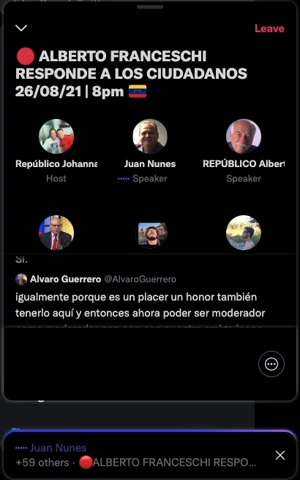 Leave
🔴 ALBERTO FRANCESCHI
RESPONDE A LOS CIUDADANOS
26/08/21 | 8pm 🇻🇪
Repúblico Johanna
Juan Nunes
REPÚBLICO Albert
Host
Speaker
Speaker
Si.
Alvaro Guerrero @AlvaroGuerrero
igualmente porque es un placer un honor también
tenerlo aquí y entonces ahora poder ser moderador
Juan Nunes
+59 others · 🔴ALBERTO FRANCESCHI RESPO...